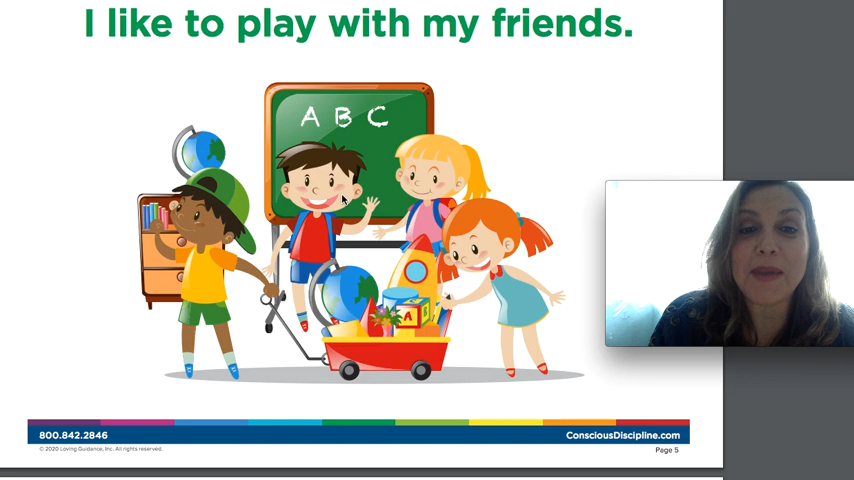 I like to play with my friends.
A B C
A
B
800.842.2846
ConsciousDiscipline.com
© 2020 Loving Guidance, Inc. All rights reserved.
Page 5